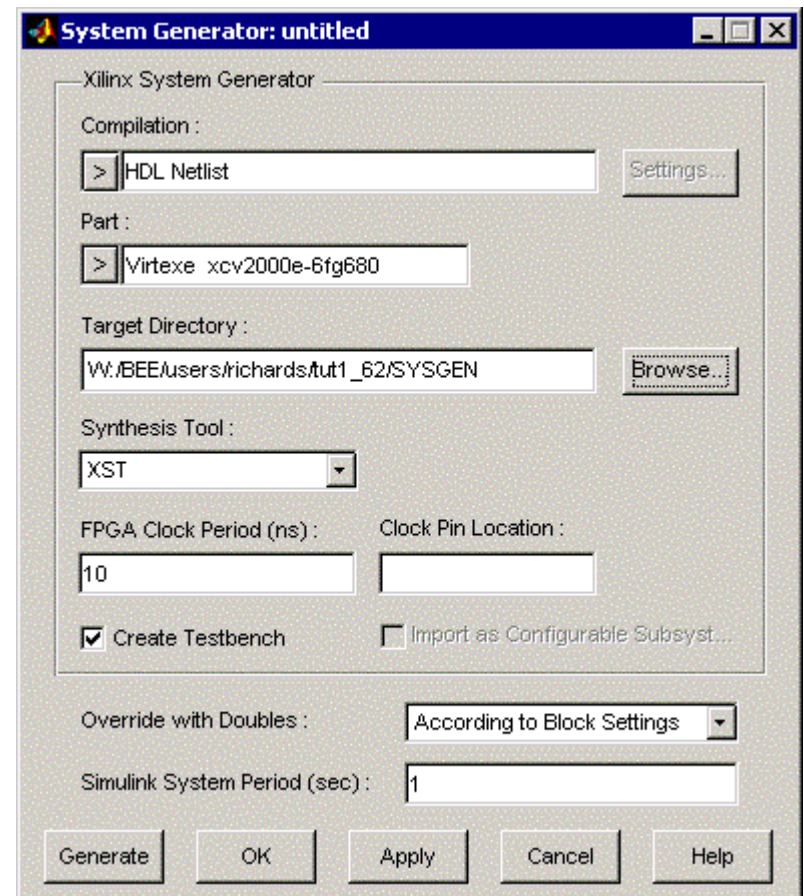 System Generator: untitled
Xilinx System Generator
Compilation :
> HDL Netlist Settings...
Part :
> Virtexe xcv2000e-6fg680
Target Directory :
W:/BEE/users/richards/tut1_62/SYSGEN Browse...
Synthesis Tool :
XST
FPGA Clock Period (ns) : Clock Pin Location :
10
Create Testbench Import as Configurable Subsyst...
Override with Doubles : According to Block Settings
Simulink System Period (sec) : 1
Generate OK Apply Cancel Help